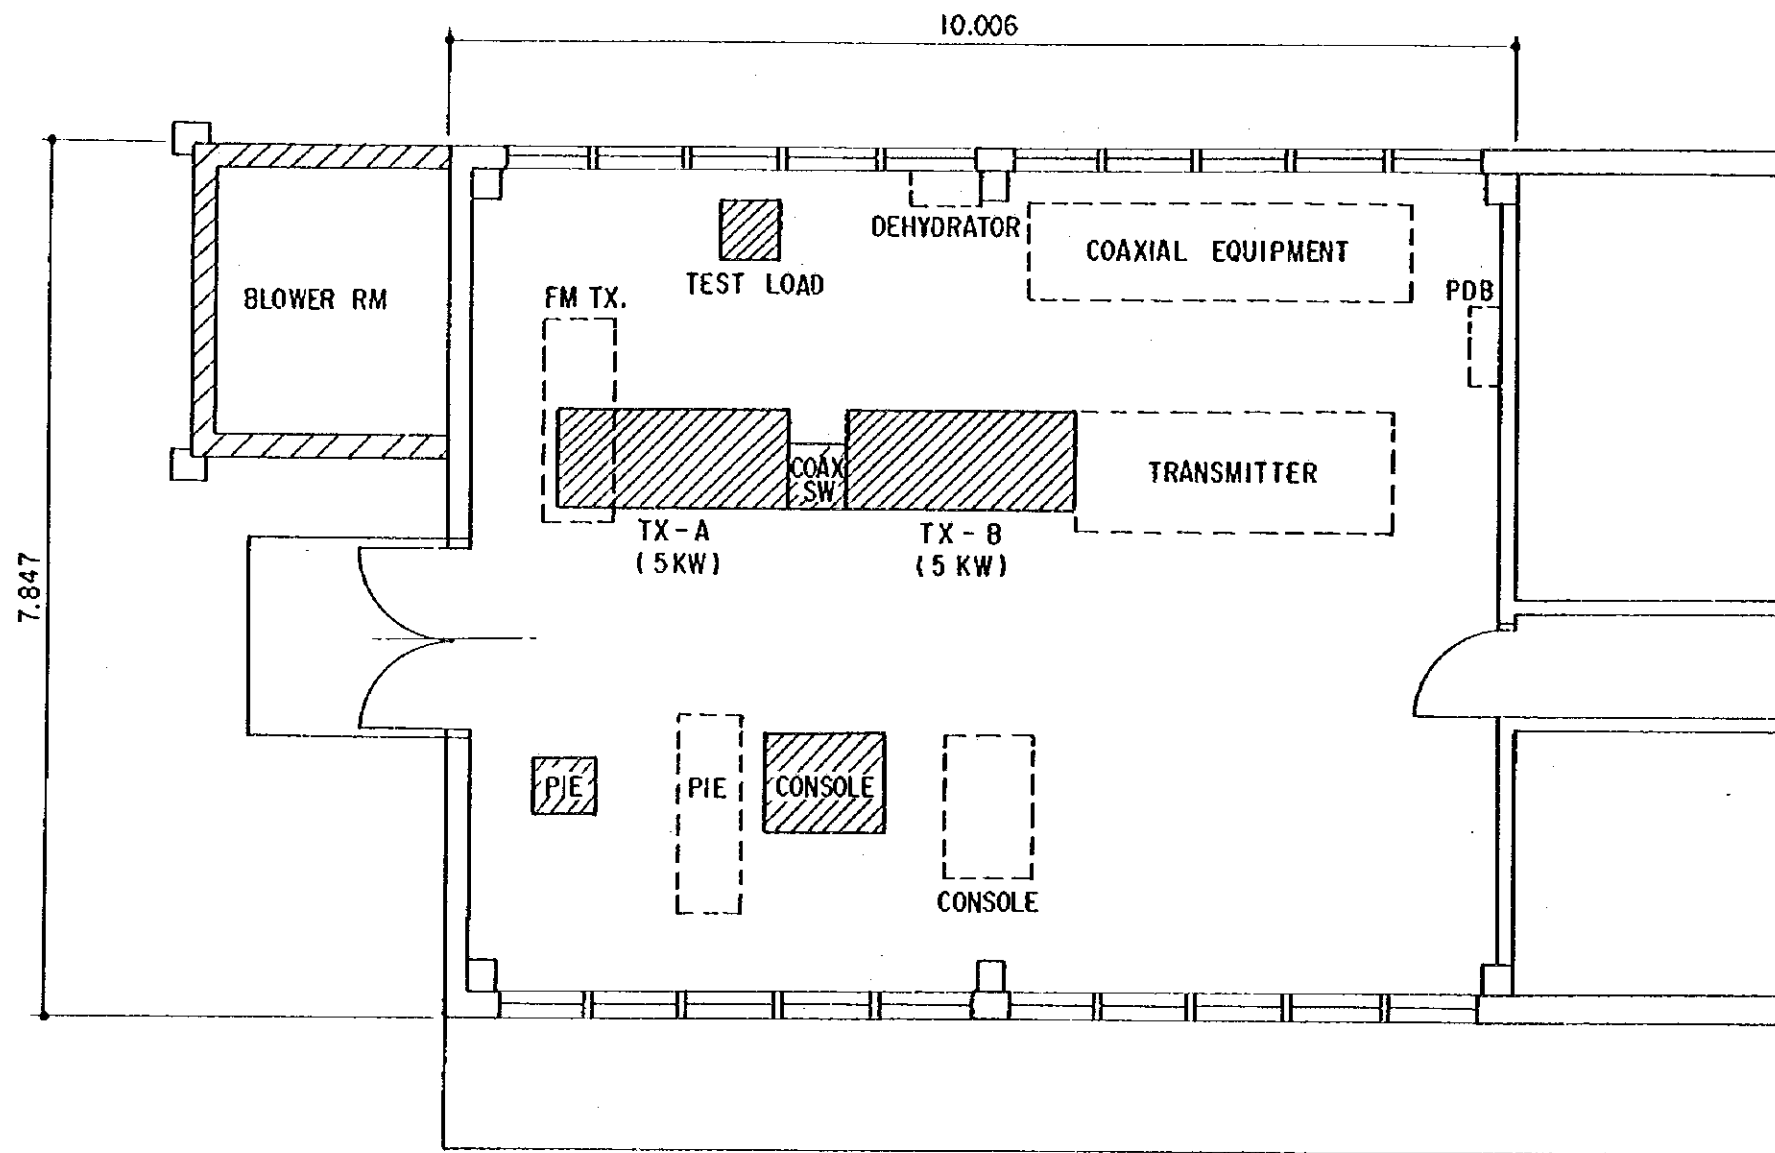 10.006
7.847
BLOWER RM
FM TX.
TEST LOAD
DEHYDRATOR
COAXIAL EQUIPMENT
PDB
COAX
SW
TRANSMITTER
TX-A
(5KW)
TX-B
(5 KW)
PIE
PIE
CONSOLE
CONSOLE